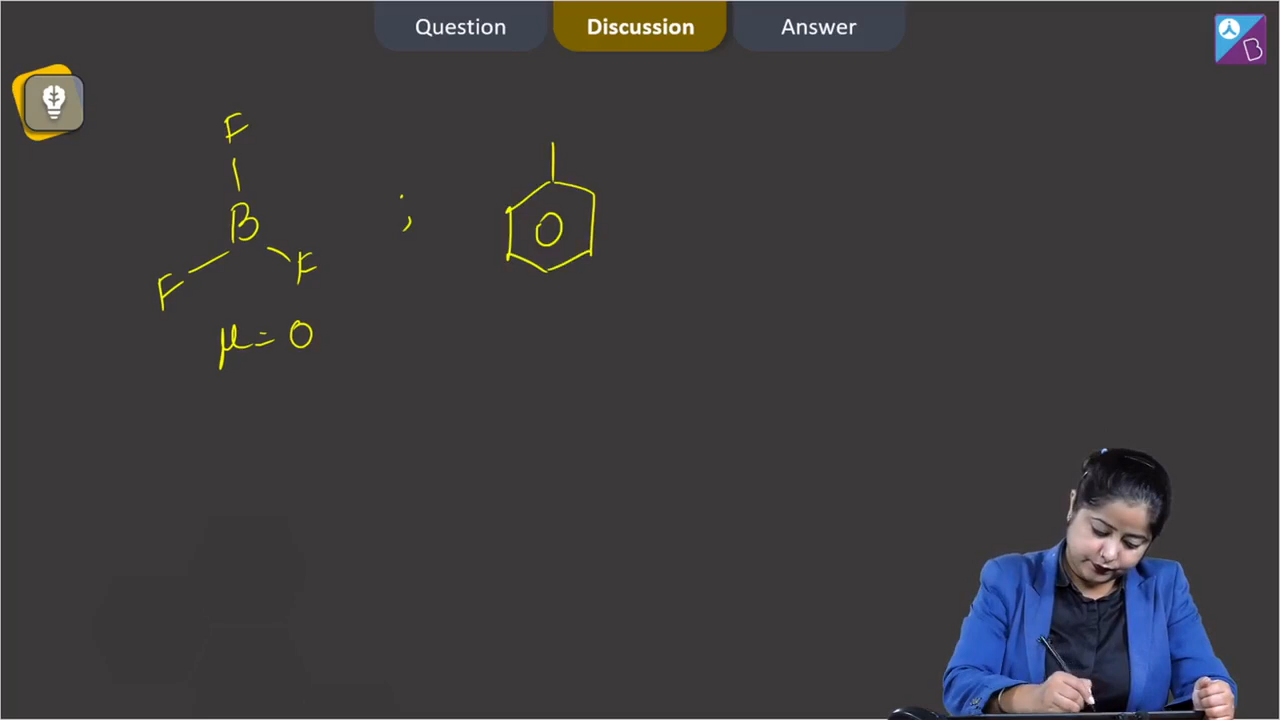 Question
Discussion
Answer
F
B
F
F
;
μ = 0
B